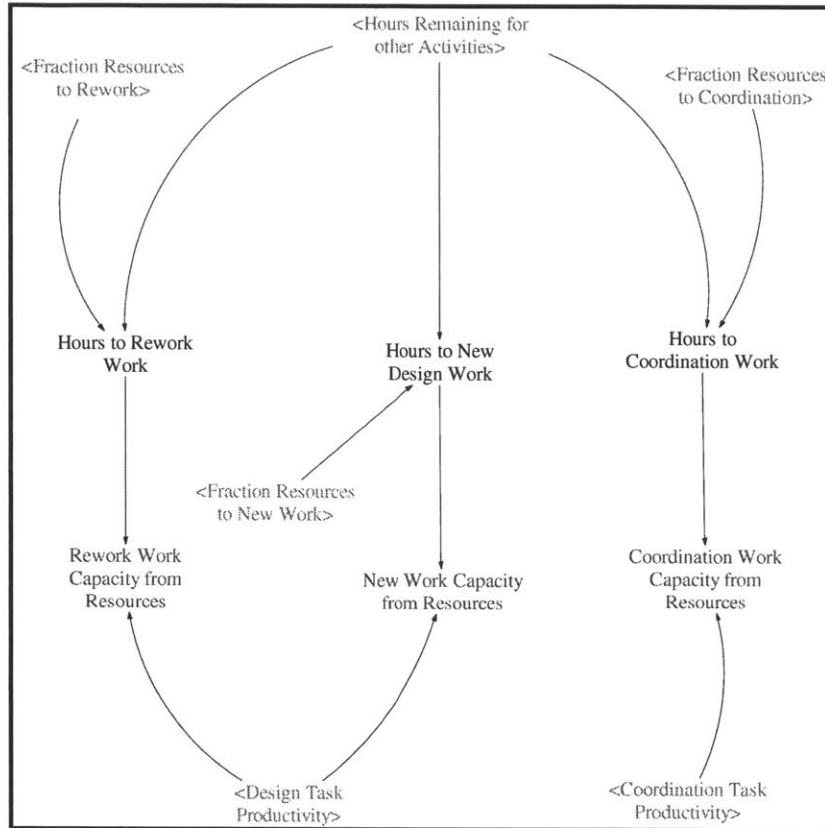 <Hours Remaining for
other Activities>
<Fraction Resources
to Rework>
<Fraction Resources
to Coordination>
Hours to Rework
Work
Hours to New
Design Work
Hours to
Coordination Work
<Fraction Resources
to New Work>
Rework Work
Capacity from
Resources
New Work Capacity
from Resources
Coordination Work
Capacity from
Resources
<Design Task
Productivity>
<Coordination Task
Productivity>